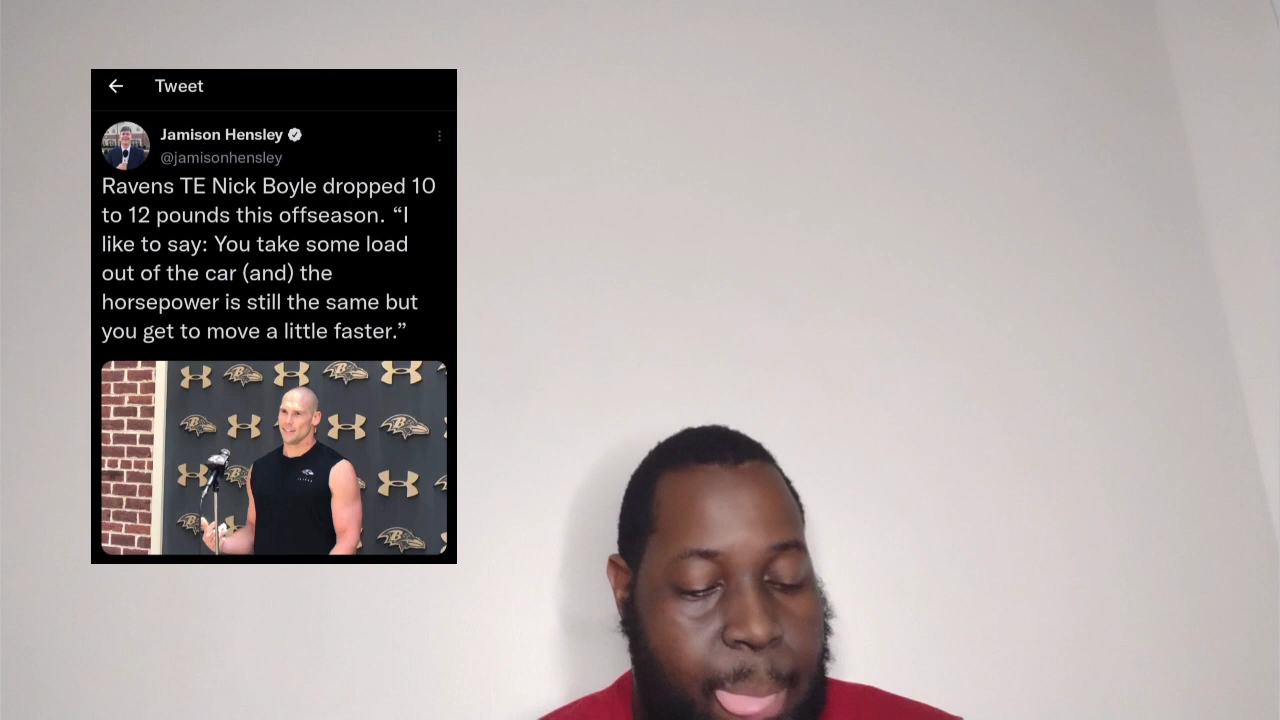 Tweet
Jamison Hensley
@jamisonhensley
Ravens TE Nick Boyle dropped 10
to 12 pounds this offseason. “I
like to say: You take some load
out of the car (and) the
horsepower is still the same but
you get to move a little faster.”